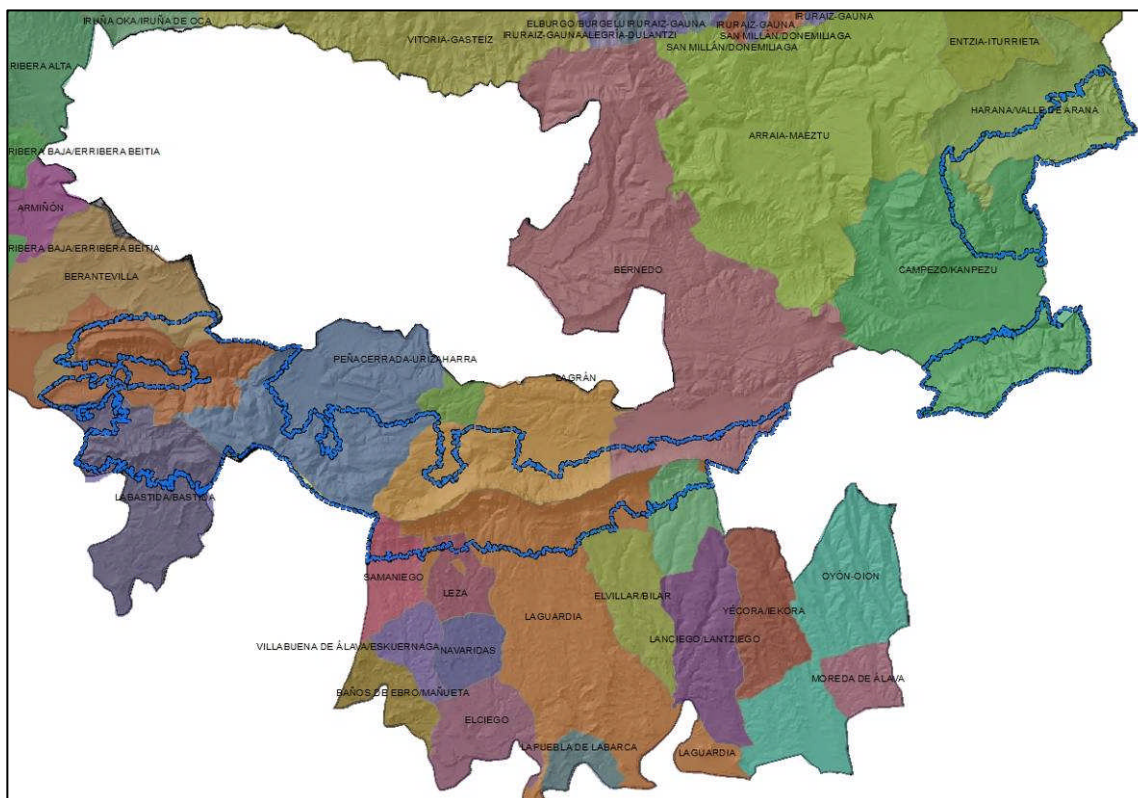 IRUÑA OKA/IRUÑA DE OCA
ELBURGO/BURGELU
IRURAIZ-GAUNA
IRURAIZ-GAUNA
IRURAIZ-GAUNA
VITORIA-GASTEIZ
IRURAIZ-GAUNA
ALEGRÍA-DULANTZI
SAN MILLÁN/DONEMILIAGA
ENTZIA-ITURRIETA
SAN MILLÁN/DONEMILIAGA
RIBERA ALTA
HARANA/VALLE DE ARANA
ARRAIA-MAEZTU
RIBERA BAJA/ERRIBERA BEITIA
ARMIÑÓN
RIBERA BAJA/ERRIBERA BEITIA
BERANTEVILLA
BERNEDO
CAMPEZO/KANPEZU
PEÑACERRADA-URIZAHARRA
LAGRÁN
LABASTIDA/BASTIDA
SAMANIEGO
OYÓN-OION
LEZA
ELVILLAR/BILAR
YÉCORA/IEKORA
LAGUARDIA
LANCIEGO/LANTZIEGO
VILLABUENA DE ÁLAVA/ESKUERNAGA
NAVARIDAS
MOREDA DE ÁLAVA
BAÑOS DE EBRO/MAÑUETA
ELCIEGO
LAPUEBLA DE LABARCA
LAGUARDIA